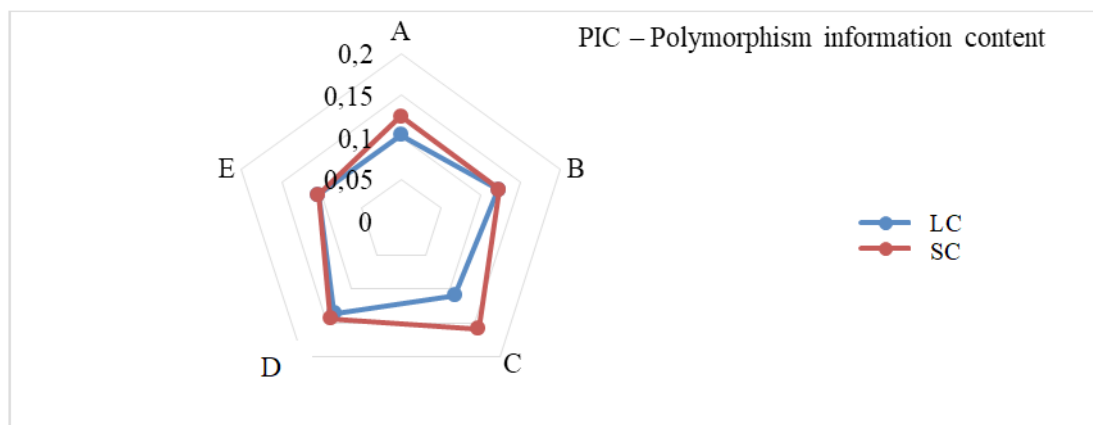 PIC – Polymorphism information content
A
0,2
0,15
0,1
0,05
0
E
B
D
C
LC
SC